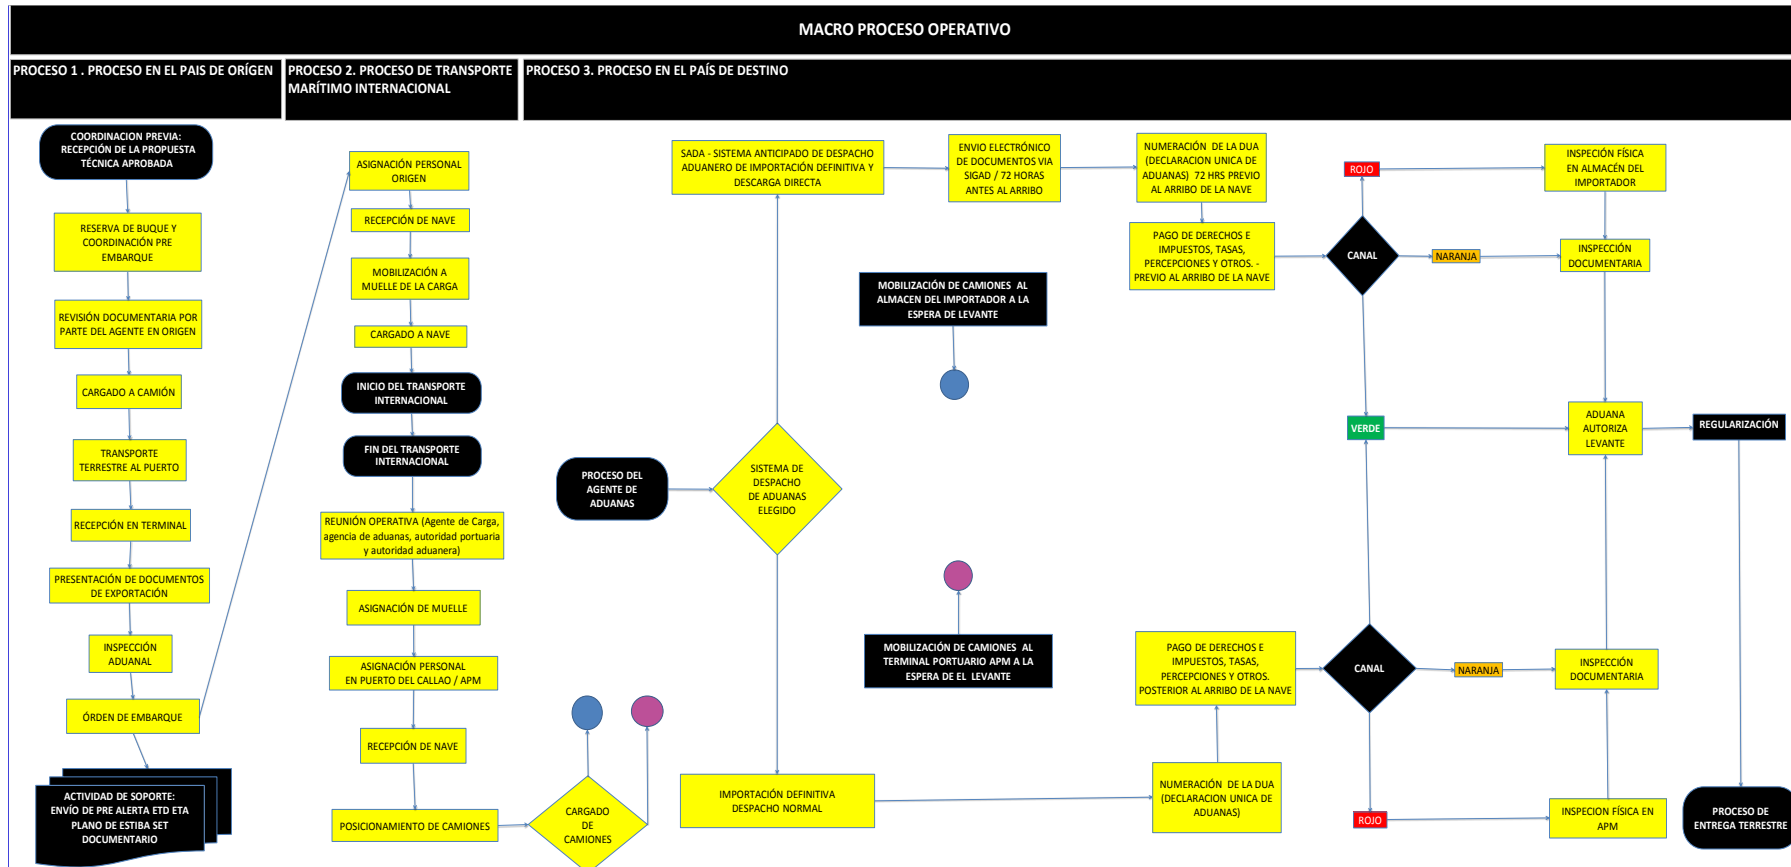 MACRO PROCESO OPERATIVO
PROCESO 1 . PROCESO EN EL PAIS DE ORÍGEN
PROCESO 2. PROCESO DE TRANSPORTE
MARÍTIMO INTERNACIONAL
PROCESO 3. PROCESO EN EL PAÍS DE DESTINO
COORDINACION PREVIA:
RECEPCIÓN DE LA PROPUESTA
TÉCNICA APROBADA
RESERVA DE BUQUE Y
COORDINACIÓN PRE
EMBARQUE
REVISIÓN DOCUMENTARIA POR
PARTE DEL AGENTE EN ORIGEN
CARGADO A CAMIÓN
TRANSPORTE
TERRESTRE AL PUERTO
RECEPCIÓN EN TERMINAL
PRESENTACIÓN DE DOCUMENTOS
DE EXPORTACIÓN
INSPECCIÓN
ADUANAL
ÓRDEN DE EMBARQUE
ACTIVIDAD DE SOPORTE:
ENVÍO DE PRE ALERTA ETD ETA
PLANO DE ESTIBA SET
DOCUMENTARIO
ASIGNACIÓN PERSONAL
ORIGEN
RECEPCIÓN DE NAVE
MOBILIZACIÓN A
MUELLE DE LA CARGA
CARGADO A NAVE
INICIO DEL TRANSPORTE
INTERNACIONAL
FIN DEL TRANSPORTE
INTERNACIONAL
REUNIÓN OPERATIVA (Agente de Carga,
agencia de aduanas, autoridad portuaria
y autoridad aduanera)
ASIGNACIÓN DE MUELLE
ASIGNACIÓN PERSONAL
EN PUERTO DEL CALLAO / APM
RECEPCIÓN DE NAVE
POSICIONAMIENTO DE CAMIONES
CARGADO
DE
CAMIONES
PROCESO DEL
AGENTE DE
ADUANAS
SISTEMA DE
DESPACHO
DE ADUANAS
ELEGIDO
SADA - SISTEMA ANTICIPADO DE DESPACHO
ADUANERO DE IMPORTACIÓN DEFINITIVA Y
DESCARGA DIRECTA
ENVIO ELECTRÓNICO
DE DOCUMENTOS VIA
SIGAD / 72 HORAS
ANTES AL ARRIBO
NUMERACIÓN DE LA DUA
(DECLARACION UNICA DE
ADUANAS) 72 HRS PREVIO
AL ARRIBO DE LA NAVE
PAGO DE DERECHOS E
IMPUESTOS, TASAS,
PERCEPCIONES Y OTROS. -
PREVIO AL ARRIBO DE LA NAVE
MOBILIZACIÓN DE CAMIONES AL
ALMACEN DEL IMPORTADOR A LA
ESPERA DE LEVANTE
MOBILIZACIÓN DE CAMIONES AL
TERMINAL PORTUARIO APM A LA
ESPERA DE EL LEVANTE
IMPORTACIÓN DEFINITIVA
DESPACHO NORMAL
NUMERACIÓN DE LA DUA
(DECLARACION UNICA DE
ADUANAS)
PAGO DE DERECHOS E
IMPUESTOS, TASAS,
PERCEPCIONES Y OTROS.
POSTERIOR AL ARRIBO DE LA NAVE
ROJO
CANAL
NARANJA
VERDE
CANAL
NARANJA
ROJO
INSPECIÓN FÍSICA
EN ALMACÉN DEL
IMPORTADOR
INSPECCIÓN
DOCUMENTARIA
ADUANA
AUTORIZA
LEVANTE
INSPECCIÓN
DOCUMENTARIA
INSPECION FÍSICA EN
APM
REGULARIZACIÓN
PROCESO DE
ENTREGA TERRESTRE